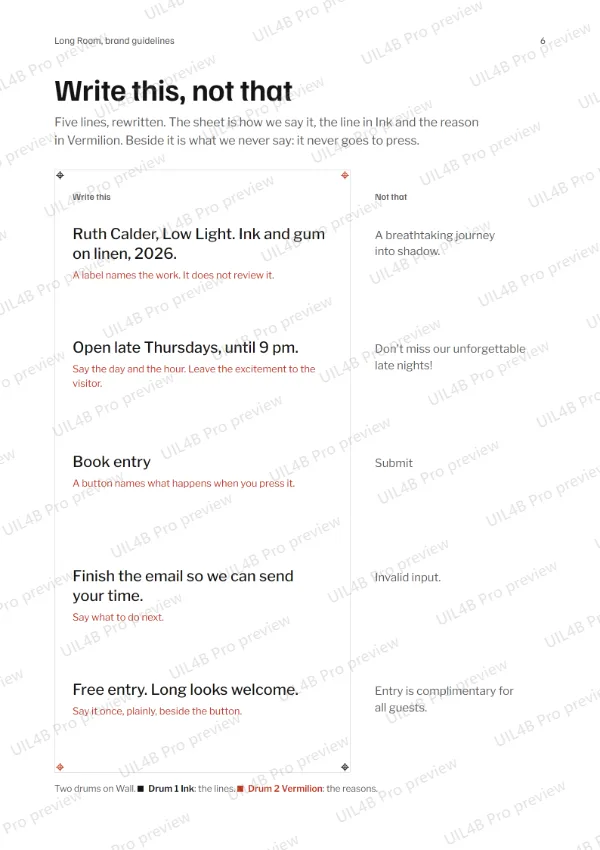 Long Room, brand guidelines
6
Write this, not that
Five lines, rewritten. The sheet is how we say it, the line in Ink and the reason
in Vermilion. Beside it is what we never say: it never goes to press.
Write this
Not that
Ruth Calder, Low Light. Ink and gum
on linen, 2026.
A label names the work. It does not review it.
A breathtaking journey
into shadow.
Open late Thursdays, until 9 pm.
Say the day and the hour. Leave the excitement to the
visitor.
Don't miss our unforgettable
late nights!
Book entry
A button names what happens when you press it.
Submit
Finish the email so we can send
your time.
Say what to do next.
Invalid input.
Free entry. Long looks welcome.
Say it once, plainly, beside the button.
Entry is complimentary for
all guests.
Two drums on Wall. Drum 1 Ink: the lines. Drum 2 Vermilion: the reasons.
UIL4B Pro preview